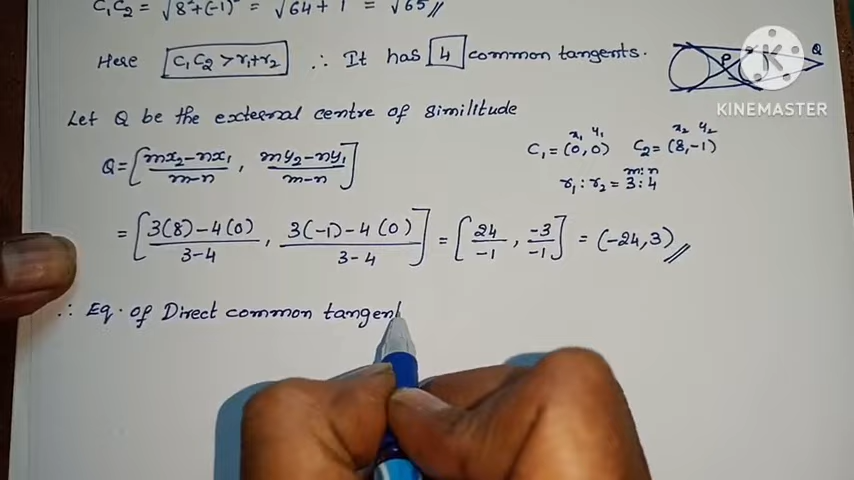 C₁C₂ = √8²+(-1)² = √64+1 = √65//
Here C₁C₂ > r₁+r₂ ∴ It has 4 common tangents.
P Q
K
KINEMASTER
Let Q be the external centre of similitude
Q = [mx₂-nx₁/m-n , my₂-ny₁/m-n]
x₁ y₁ x₂ y₂
C₁=(0,0) C₂=(8,-1)
m:n
r₁:r₂ = 3:4
= [3(8)-4(0)/3-4 , 3(-1)-4(0)/3-4] = [24/-1 , -3/-1] = (-24,3)//
∴ Eq. of Direct common tangent